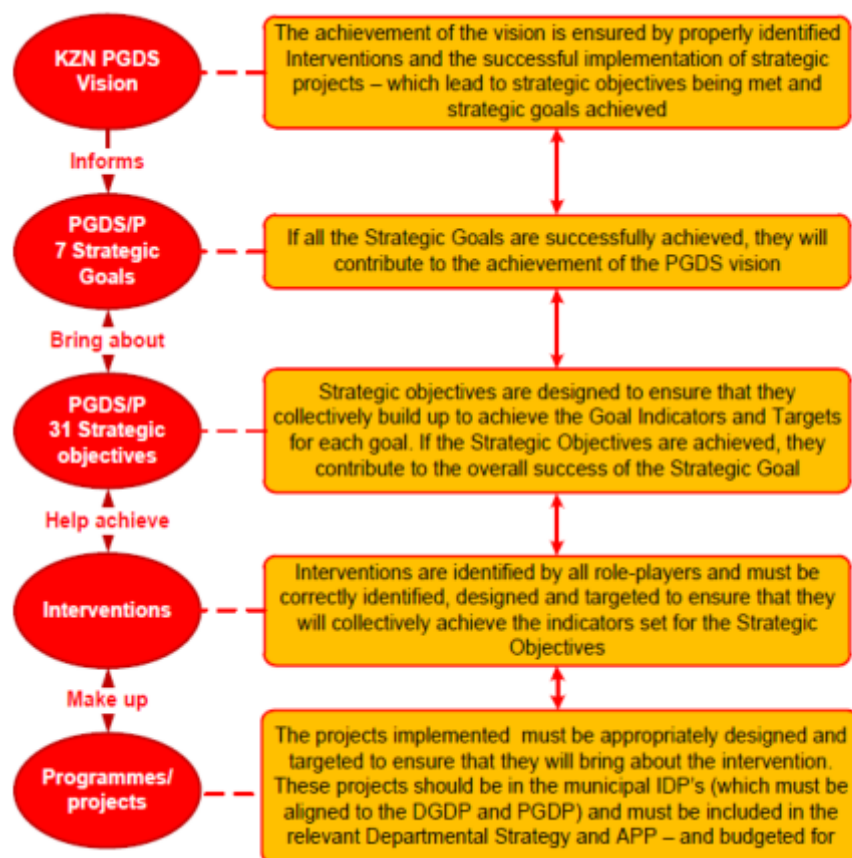 KZN PGDS
Vision
The achievement of the vision is ensured by properly identified
Interventions and the successful implementation of strategic
projects – which lead to strategic objectives being met and
strategic goals achieved
Informs
PGDS/P
7 Strategic
Goals
If all the Strategic Goals are successfully achieved, they will
contribute to the achievement of the PGDS vision
Bring about
PGDS/P
31 Strategic
objectives
Strategic objectives are designed to ensure that they
collectively build up to achieve the Goal Indicators and Targets
for each goal. If the Strategic Objectives are achieved, they
contribute to the overall success of the Strategic Goal
Help achieve
Interventions
Interventions are identified by all role-players and must be
correctly identified, designed and targeted to ensure that they
will collectively achieve the indicators set for the Strategic
Objectives
Make up
Programmes/
projects
The projects implemented must be appropriately designed and
targeted to ensure that they will bring about the intervention.
These projects should be in the municipal IDP's (which must be
aligned to the DGDP and PGDP) and must be included in the
relevant Departmental Strategy and APP – and budgeted for